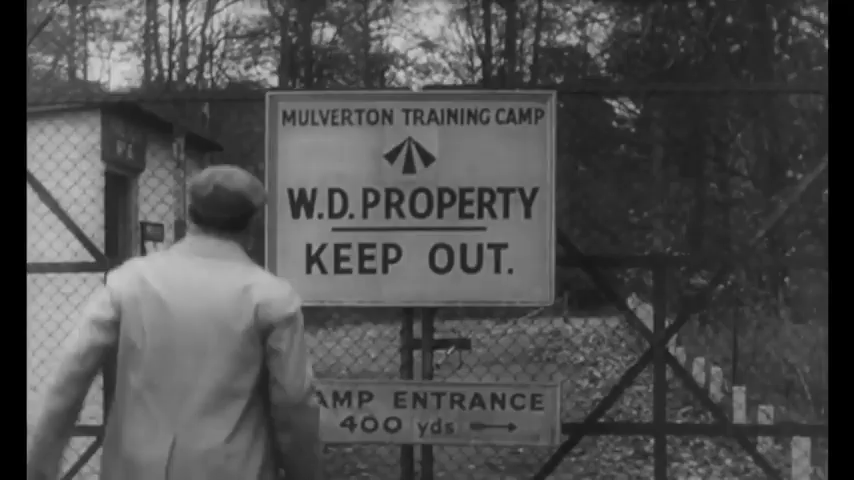 MULVERTON TRAINING CAMP
W.D. PROPERTY
KEEP OUT.
AMP ENTRANCE
400 yds